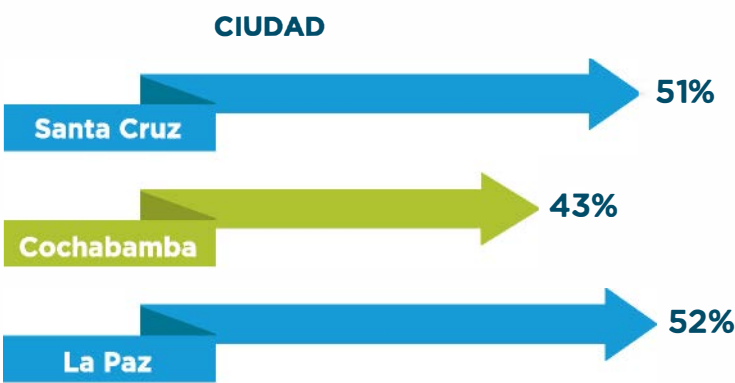 CIUDAD
51%
Santa Cruz
43%
Cochabamba
52%
La Paz